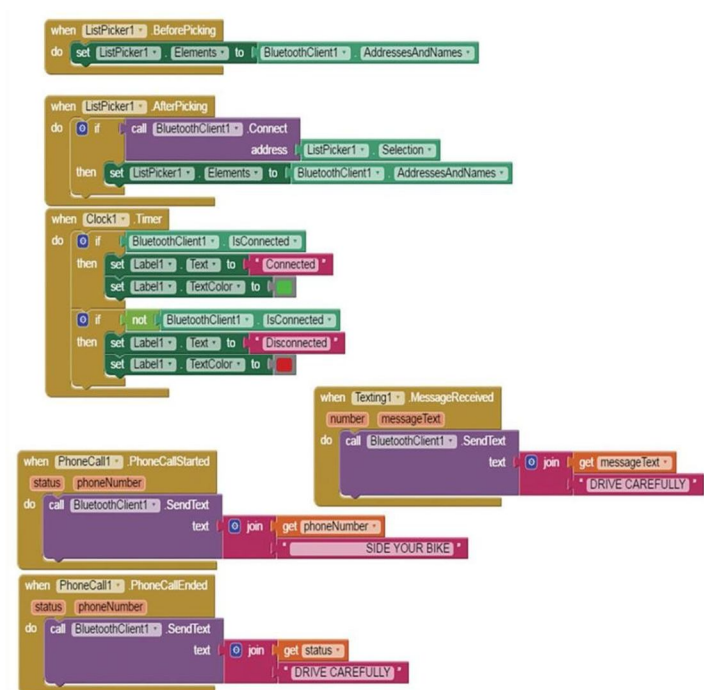 when ListPicker1 .BeforePicking
do set ListPicker1 . Elements to BluetoothClient1 . AddressesAndNames
when ListPicker1 .AfterPicking
do if call BluetoothClient1 .Connect
address ListPicker1 . Selection
then set ListPicker1 . Elements to BluetoothClient1 . AddressesAndNames
when Clock1 .Timer
do if BluetoothClient1 . IsConnected
then set Label1 . Text to " Connected "
set Label1 . TextColor to
if not BluetoothClient1 . IsConnected
then set Label1 . Text to " Disconnected "
set Label1 . TextColor to
when Texting1 .MessageReceived
number messageText
do call BluetoothClient1 .SendText
text join get messageText
" DRIVE CAREFULLY "
when PhoneCall1 .PhoneCallStarted
status phoneNumber
do call BluetoothClient1 .SendText
text join get phoneNumber
" SIDE YOUR BIKE "
when PhoneCall1 .PhoneCallEnded
status phoneNumber
do call BluetoothClient1 .SendText
text join get status
" DRIVE CAREFULLY "